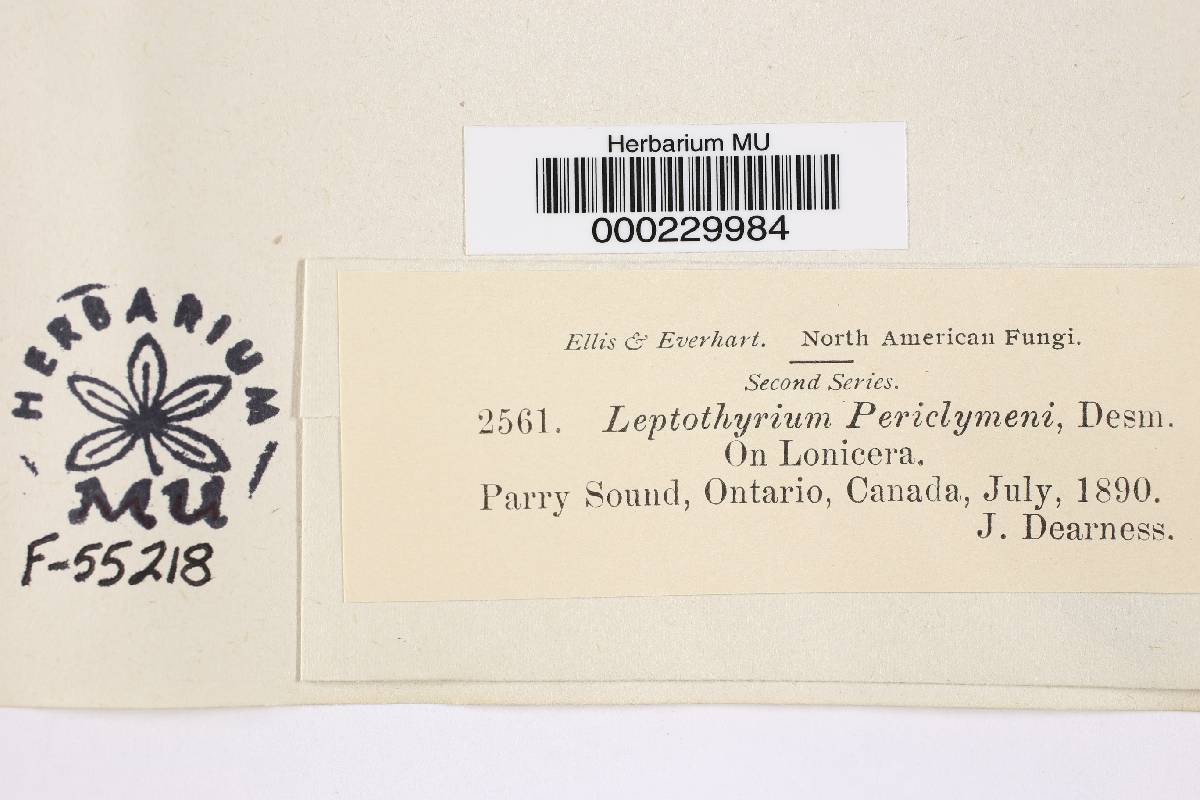 Herbarium MU
000229984
HERBARIUM
MU
F-55218
Ellis & Everhart. North American Fungi.
Second Series.
2561. Leptothyrium Periclymeni, Desm.
On Lonicera.
Parry Sound, Ontario, Canada, July, 1890.
J. Dearness.